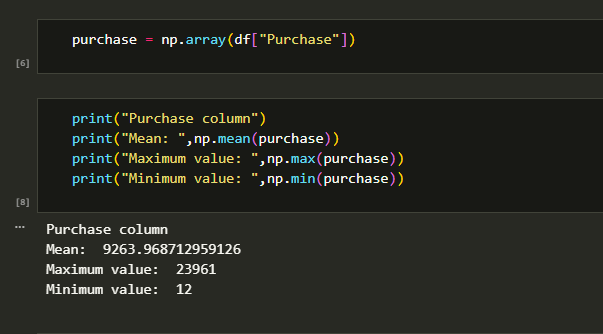 purchase = np.array(df["Purchase"])
[6]
print("Purchase column")
print("Mean: ",np.mean(purchase))
print("Maximum value: ",np.max(purchase))
print("Minimum value: ",np.min(purchase))
[8]
... Purchase column
Mean:  9263.968712959126
Maximum value:  23961
Minimum value:  12